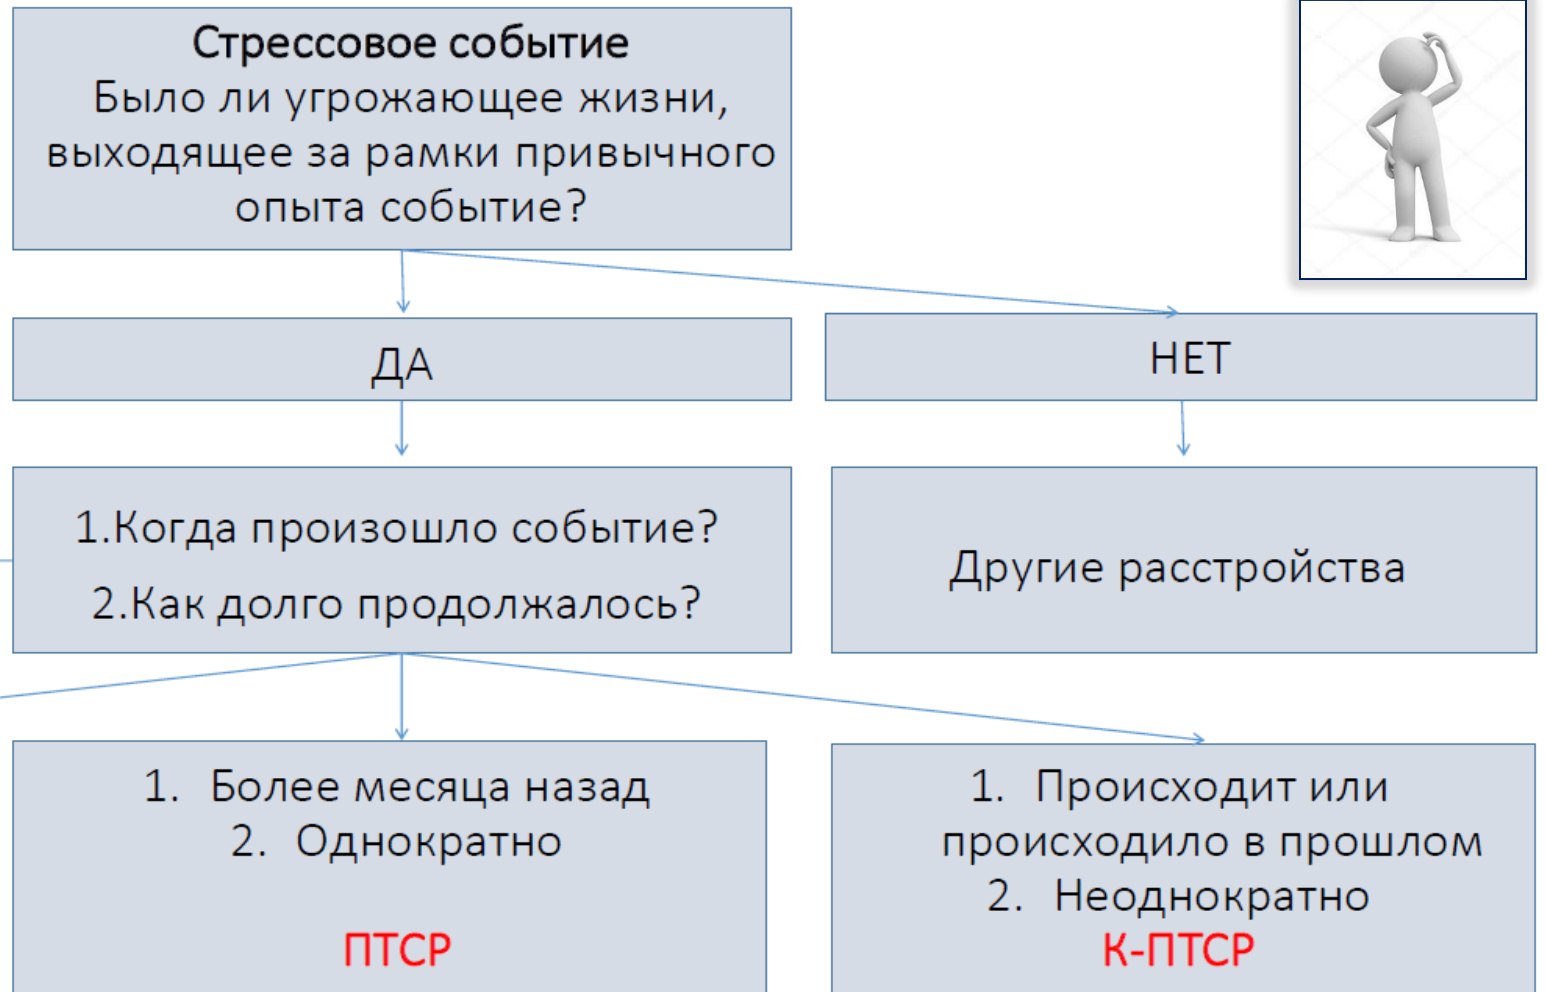 Стрессовое событие
Было ли угрожающее жизни,
выходящее за рамки привычного
опыта событие?
ДА
НЕТ
1.Когда произошло событие?
2.Как долго продолжалось?
Другие расстройства
1. Более месяца назад
2. Однократно
ПТСР
1. Происходит или
происходило в прошлом
2. Неоднократно
К-ПТСР